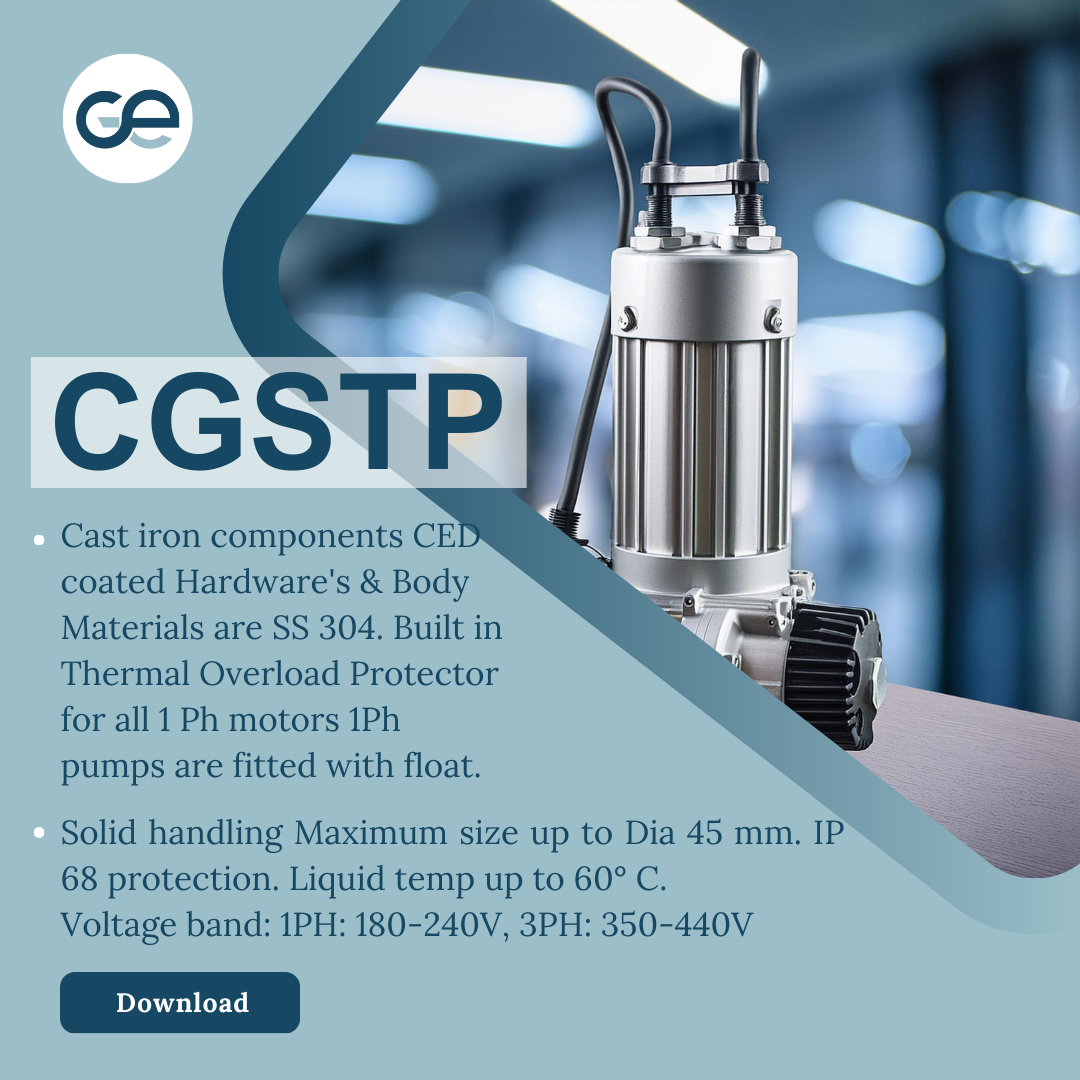 Ge
CGSTP
Cast iron components CED
coated Hardware's & Body
Materials are SS 304. Built in
Thermal Overload Protector
for all 1 Ph motors 1Ph
pumps are fitted with float.
Solid handling Maximum size up to Dia 45 mm. IP
68 protection. Liquid temp up to 60° C.
Voltage band: 1PH: 180-240V, 3PH: 350-440V
Download